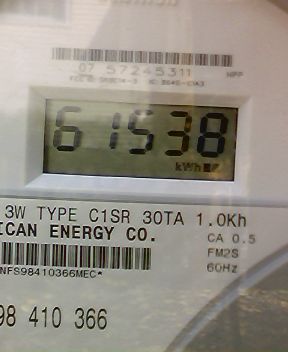 07 57245311 HPP
61538
kWh
3W TYPE C1SR 30TA 1.0Kh
ICAN ENERGY CO.
CA 0.5
FM2S
60Hz
NFS98410366MEC*
98 410 366